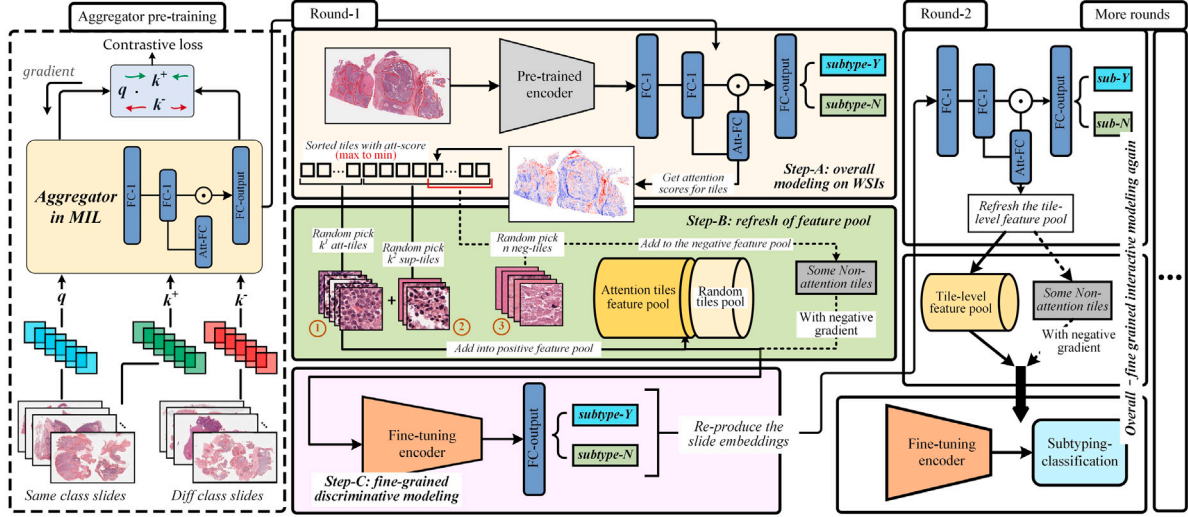 Aggregator pre-training
Contrastive loss
gradient
q · k⁺
k⁻
Aggregator
in MIL
FC-1
FC-1
Att-FC
FC-output
q
k⁺
k⁻
Same class slides
Diff class slides
Round-1
Pre-trained
encoder
FC-1
FC-1
Att-FC
FC-output
subtype-Y
subtype-N
Sorted tiles with att-score
(max to min)
Get attention
scores for tiles
Step-A: overall
modeling on WSIs
Step-B: refresh of feature pool
Random pick
k¹ att-tiles
Random pick
k² sup-tiles
Random pick
n neg-tiles
Add to the negative feature pool
+
1
2
3
Attention tiles
feature pool
Random
tiles pool
Some Non-
attention tiles
With negative
gradient
Add into positive feature pool
Fine-tuning
encoder
FC-output
subtype-Y
subtype-N
Re-produce the
slide embeddings
Step-C: fine-grained
discriminative modeling
Round-2
More rounds
FC-1
FC-1
Att-FC
FC-output
sub-Y
sub-N
Refresh the tile-
level feature pool
Tile-level
feature pool
Some Non-
attention tiles
With negative
gradient
Fine-tuning
encoder
Subtyping-
classification
Overall - fine grained interactive modeling again